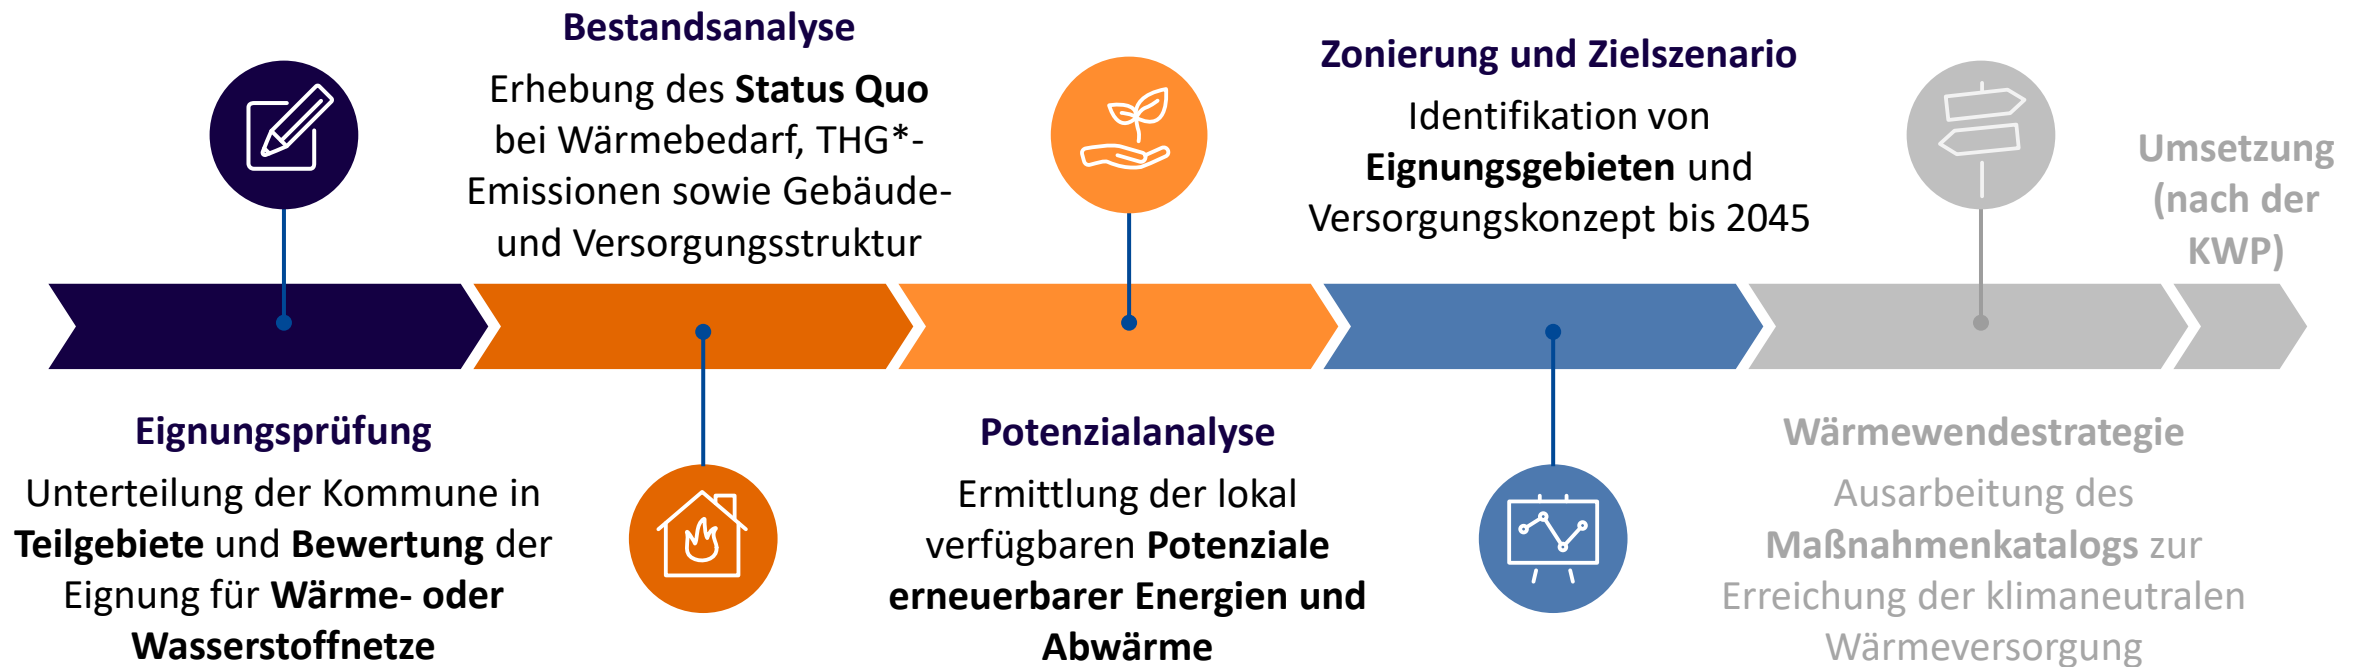 Bestandsanalyse
Erhebung des Status Quo
bei Wärmebedarf, THG*-
Emissionen sowie Gebäude-
und Versorgungsstruktur
Zonierung und Zielszenario
Identifikation von
Eignungsgebieten und
Versorgungskonzept bis 2045
Umsetzung
(nach der
KWP)
Eignungsprüfung
Unterteilung der Kommune in
Teilgebiete und Bewertung der
Eignung für Wärme- oder
Wasserstoffnetze
Potenzialanalyse
Ermittlung der lokal
verfügbaren Potenziale
erneuerbarer Energien und
Abwärme
Wärmewendestrategie
Ausarbeitung des
Maßnahmenkatalogs zur
Erreichung der klimaneutralen
Wärmeversorgung